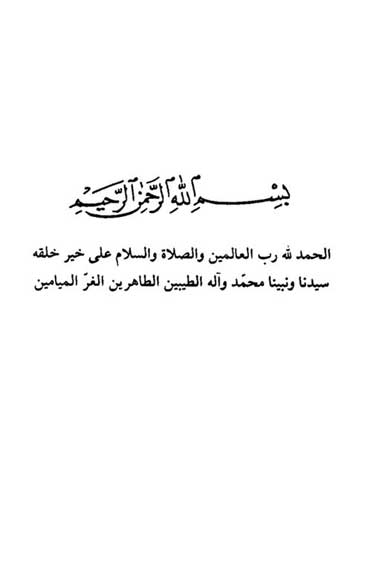 بسم الله الرحمن الرحيم
الحمد لله رب العالمين والصلاة والسلام على خير خلقه
سيدنا ونبينا محمّد وآله الطيبين الطاهرين الغرّ الميامين